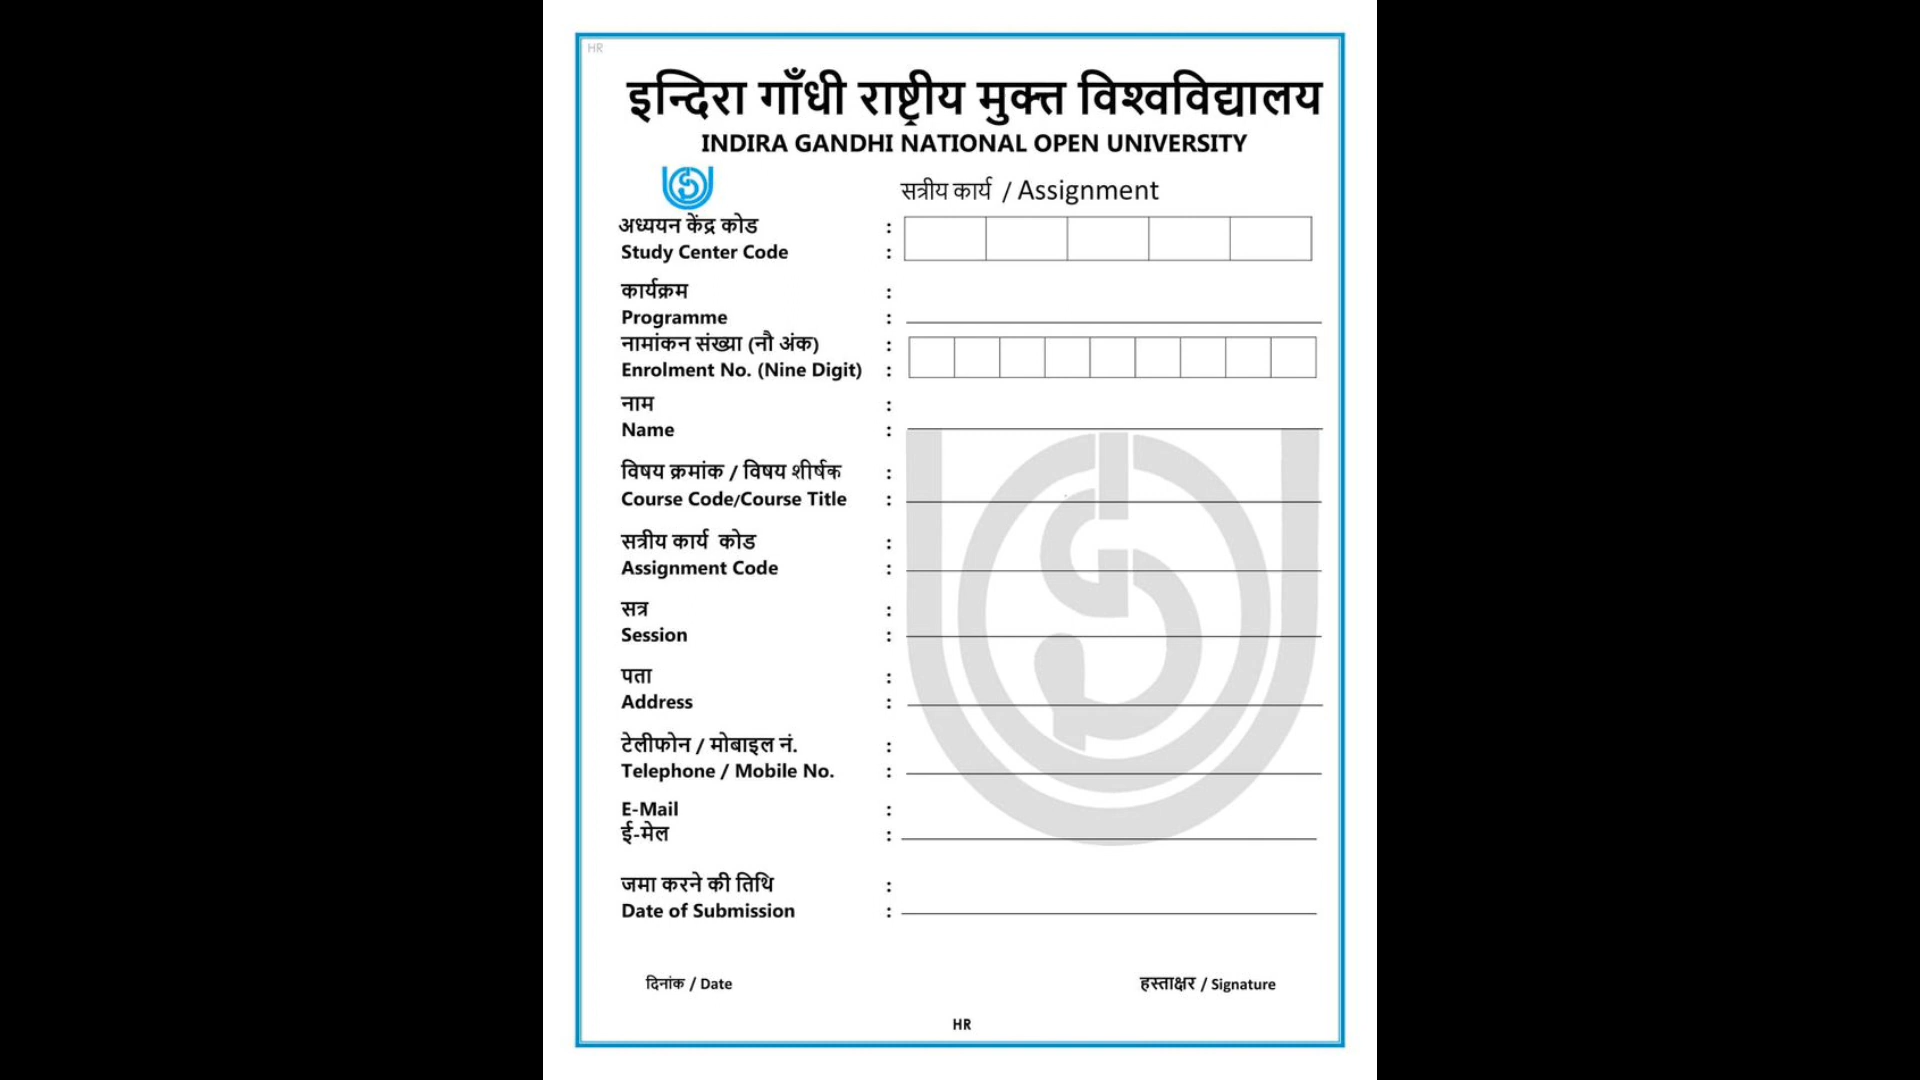 HR
इन्दिरा गाँधी राष्ट्रीय मुक्त विश्वविद्यालय
INDIRA GANDHI NATIONAL OPEN UNIVERSITY
सत्रीय कार्य / Assignment
अध्ययन केंद्र कोड :
Study Center Code :
कार्यक्रम :
Programme :
नामांकन संख्या (नौ अंक) :
Enrolment No. (Nine Digit) :
नाम :
Name :
विषय क्रमांक / विषय शीर्षक :
Course Code/Course Title :
सत्रीय कार्य कोड :
Assignment Code :
सत्र :
Session :
पता :
Address :
टेलीफोन / मोबाइल नं. :
Telephone / Mobile No. :
E-Mail :
ई-मेल :
जमा करने की तिथि :
Date of Submission :
दिनांक / Date हस्ताक्षर / Signature
HR